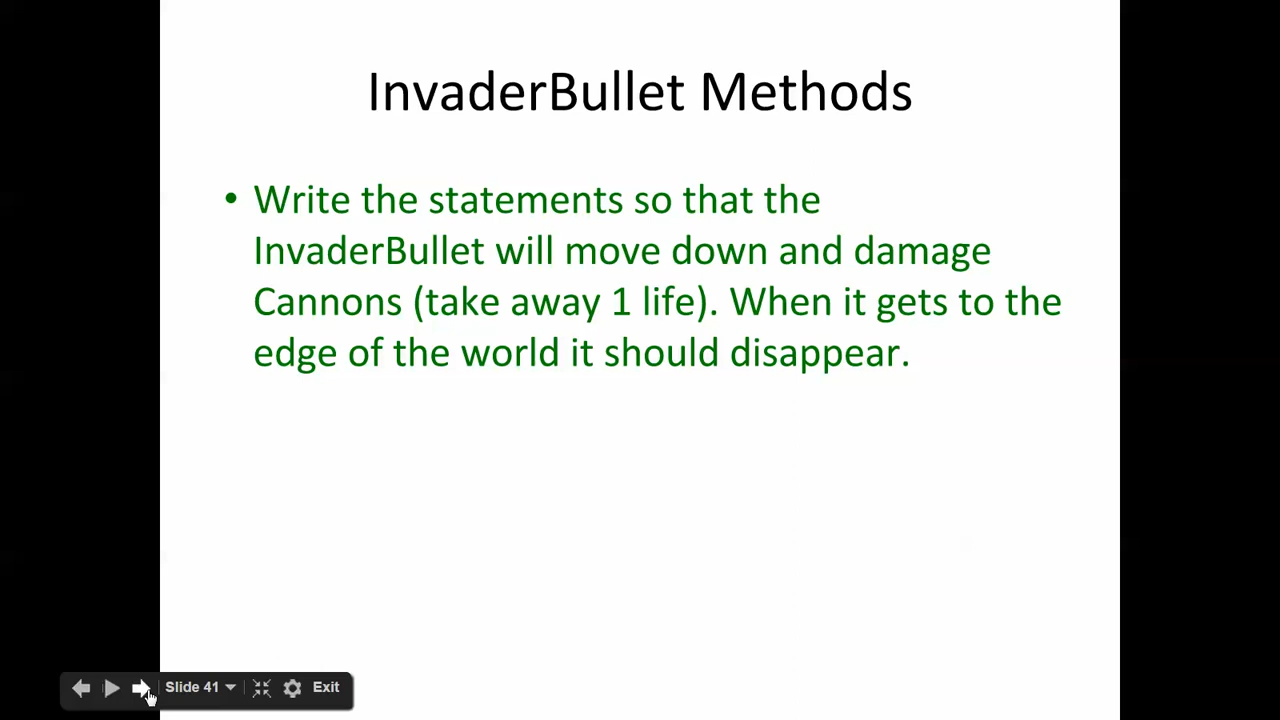 InvaderBullet Methods
• Write the statements so that the
InvaderBullet will move down and damage
Cannons (take away 1 life). When it gets to the
edge of the world it should disappear.
Slide 41 Exit